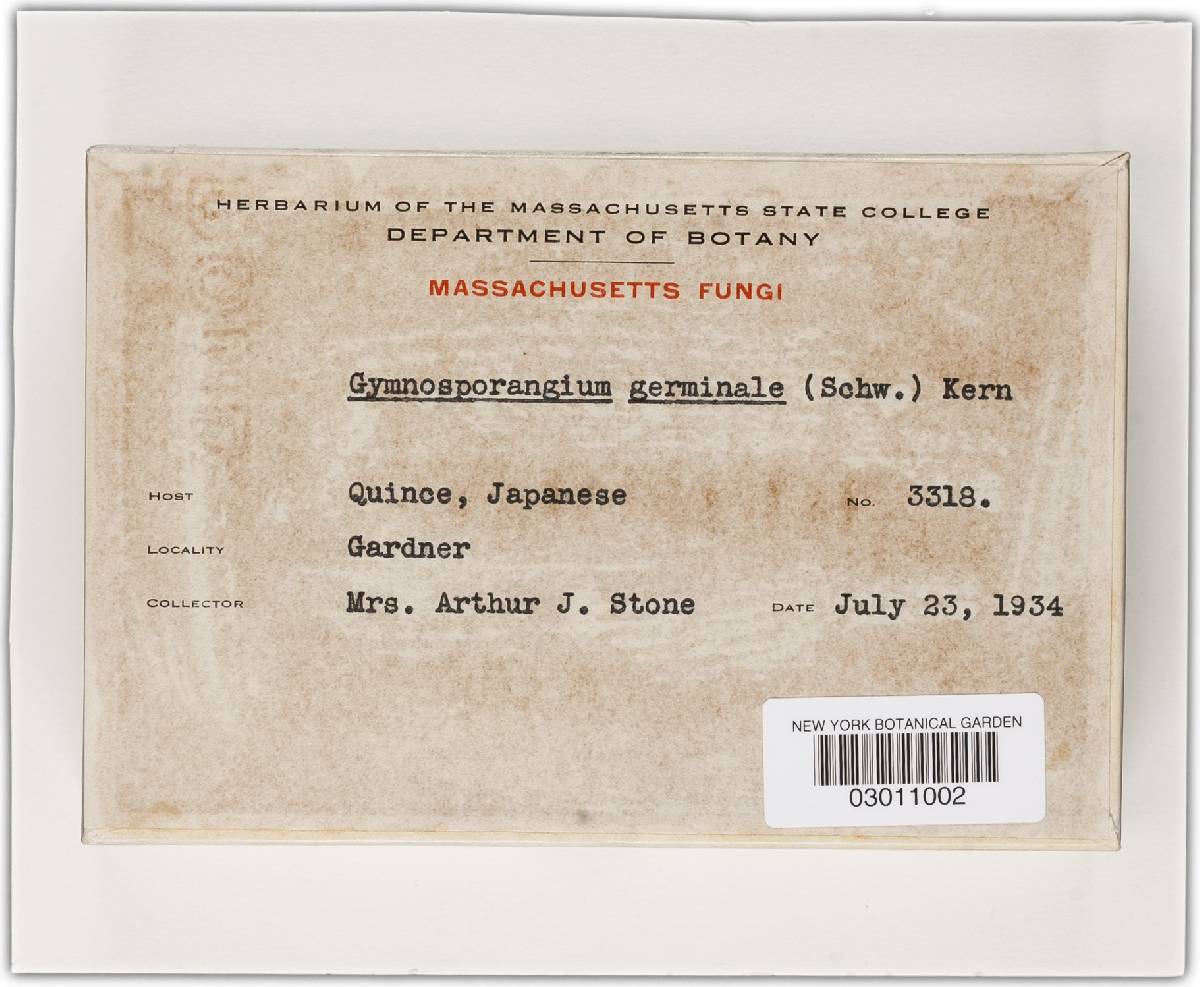 HERBARIUM OF THE MASSACHUSETTS STATE COLLEGE
DEPARTMENT OF BOTANY
MASSACHUSETTS FUNGI
Gymnosporangium germinale (Schw.) Kern
HOST Quince, Japanese NO. 3318.
LOCALITY Gardner
COLLECTOR Mrs. Arthur J. Stone DATE July 23, 1934
NEW YORK BOTANICAL GARDEN
03011002